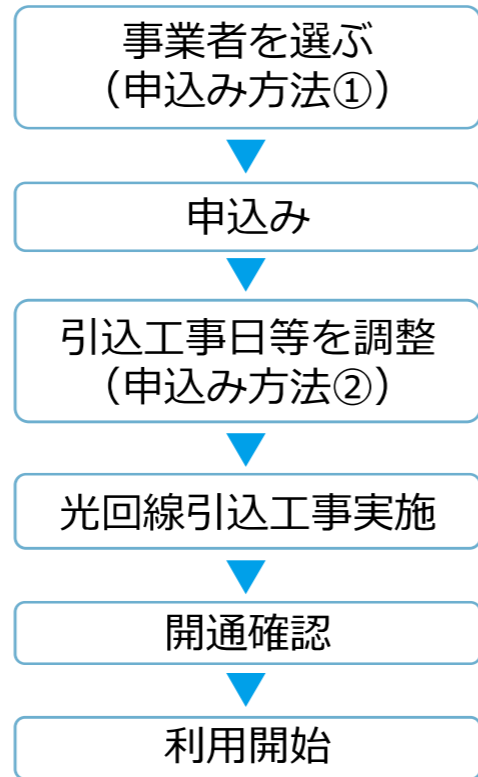 事業者を選ぶ
（申込み方法①）
申込み
引込工事日等を調整
（申込み方法②）
光回線引込工事実施
開通確認
利用開始